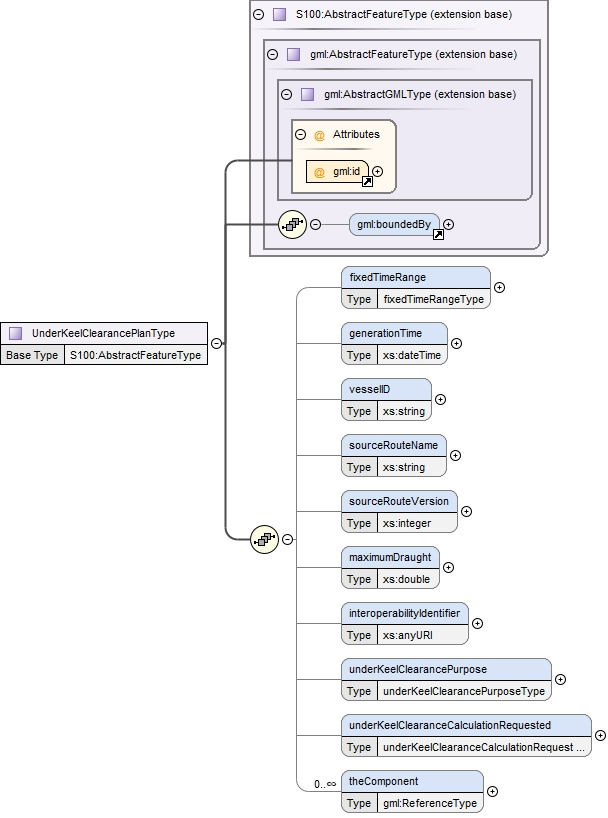 S100:AbstractFeatureType (extension base)
gml:AbstractFeatureType (extension base)
gml:AbstractGMLType (extension base)
@ Attributes
@ gml:id
gml:boundedBy
UnderKeelClearancePlanType
Base Type S100:AbstractFeatureType
fixedTimeRange
Type fixedTimeRangeType
generationTime
Type xs:dateTime
vesselID
Type xs:string
sourceRouteName
Type xs:string
sourceRouteVersion
Type xs:integer
maximumDraught
Type xs:double
interoperabilityIdentifier
Type xs:anyURI
underKeelClearancePurpose
Type underKeelClearancePurposeType
underKeelClearanceCalculationRequested
Type underKeelClearanceCalculationRequest ...
0..∞ theComponent
Type gml:ReferenceType